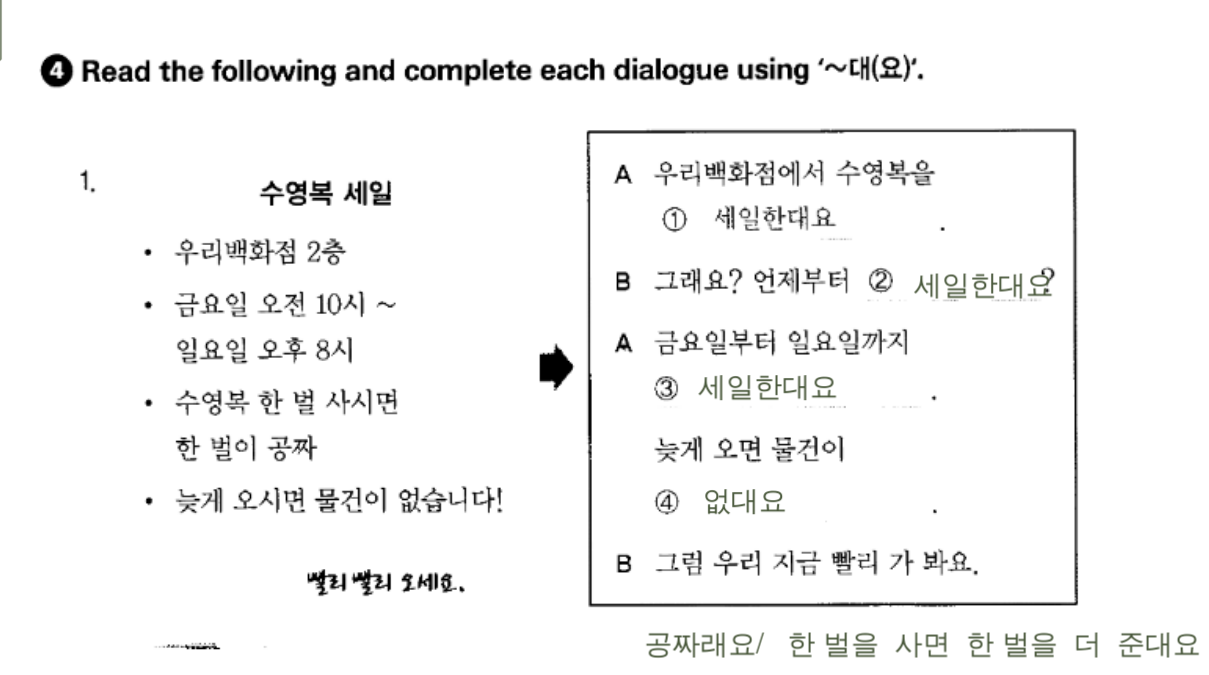 4 Read the following and complete each dialogue using '~대(요)'.
1.
수영복 세일
• 우리백화점 2층
• 금요일 오전 10시 ~
일요일 오후 8시
• 수영복 한 벌 사시면
한 벌이 공짜
• 늦게 오시면 물건이 없습니다!
빨리 빨리 오세요.
A 우리백화점에서 수영복을
① 세일한대요 .
B 그래요? 언제부터 ② 세일한대요?
A 금요일부터 일요일까지
③ 세일한대요 .
늦게 오면 물건이
④ 없대요 .
B 그럼 우리 지금 빨리 가 봐요.
공짜래요/ 한 벌을 사면 한 벌을 더 준대요